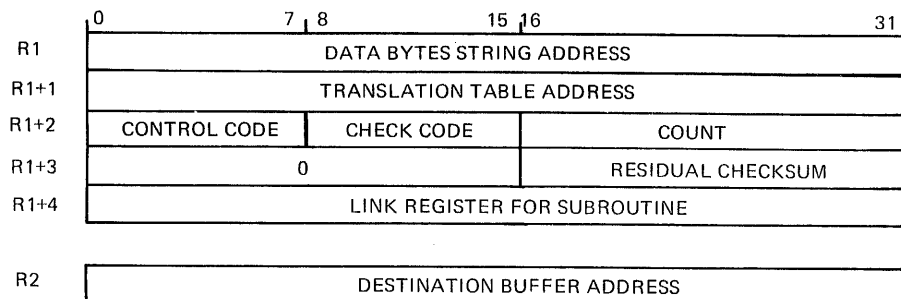 0 7 8 15 16 31
R1 DATA BYTES STRING ADDRESS
R1+1 TRANSLATION TABLE ADDRESS
R1+2 CONTROL CODE CHECK CODE COUNT
R1+3 0 RESIDUAL CHECKSUM
R1+4 LINK REGISTER FOR SUBROUTINE
R2 DESTINATION BUFFER ADDRESS